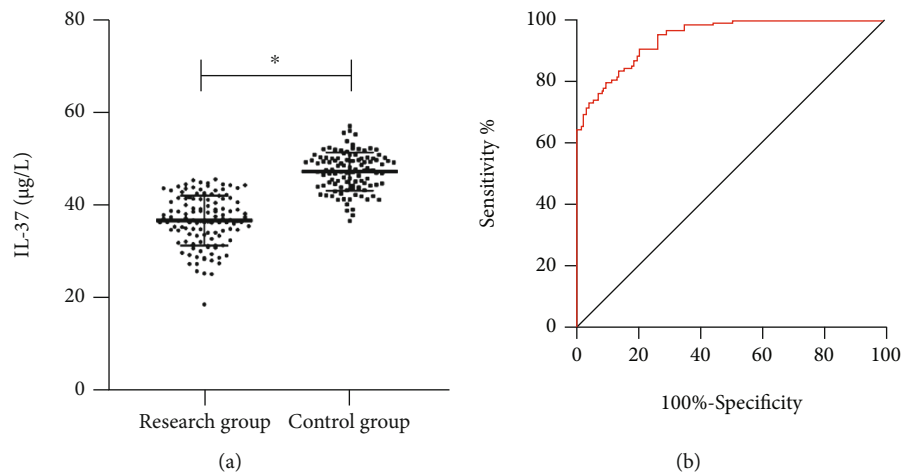 80
60
40
20
0
IL-37 (μg/L)
*
Research group
Control group
(a)
100
80
60
40
20
0
Sensitivity %
0 20 40 60 80 100
100%-Specificity
(b)